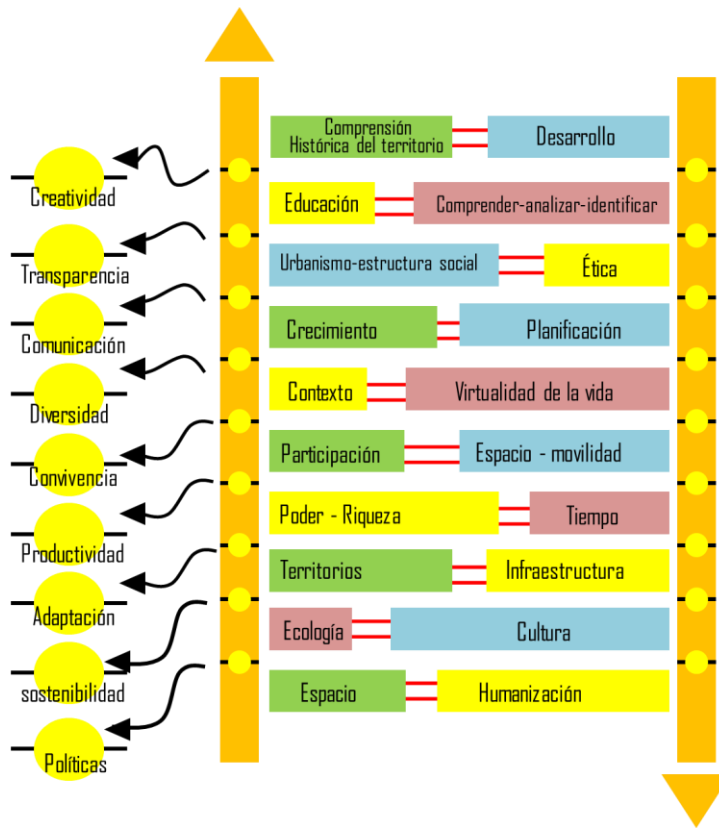 Comprensión
Histórica del territorio
Desarrollo
Creatividad
Educación
Comprender-analizar-identificar
Transparencia
Urbanismo-estructura social
Ética
Comunicación
Crecimiento
Planificación
Diversidad
Contexto
Virtualidad de la vida
Convivencia
Participación
Espacio - movilidad
Productividad
Poder - Riqueza
Tiempo
Adaptación
Territorios
Infraestructura
sostenibilidad
Ecología
Cultura
Políticas
Espacio
Humanización